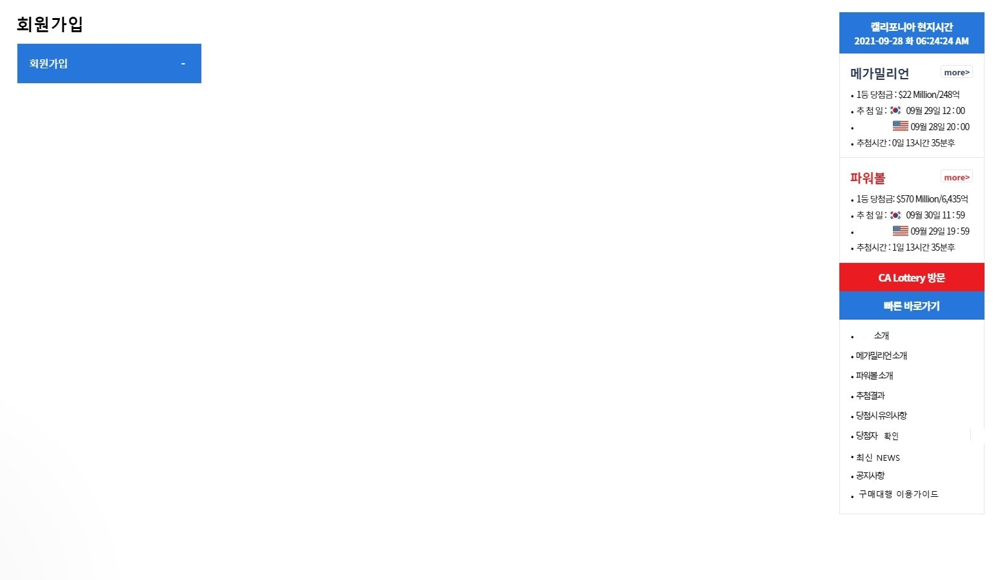 회원가입
회원가입 -
캘리포니아 현지시간
2021-09-28 화 06:24:24 AM
메가밀리언 more>
• 1등 당첨금 : $22 Million/248억
• 추 첨 일 : 09월 29일 12 : 00
• 09월 28일 20 : 00
• 추첨시간 : 0일 13시간 35분후
파워볼 more>
• 1등 당첨금: $570 Million/6,435억
• 추 첨 일 : 09월 30일 11 : 59
• 09월 29일 19 : 59
• 추첨시간 : 1일 13시간 35분후
CA Lottery 방문
빠른 바로가기
• 소개
• 메가밀리언소개
• 파워볼소개
• 추첨결과
• 당첨시 유의사항
• 당첨자 확인
• 최신 NEWS
• 공지사항
• 구매대행 이용가이드